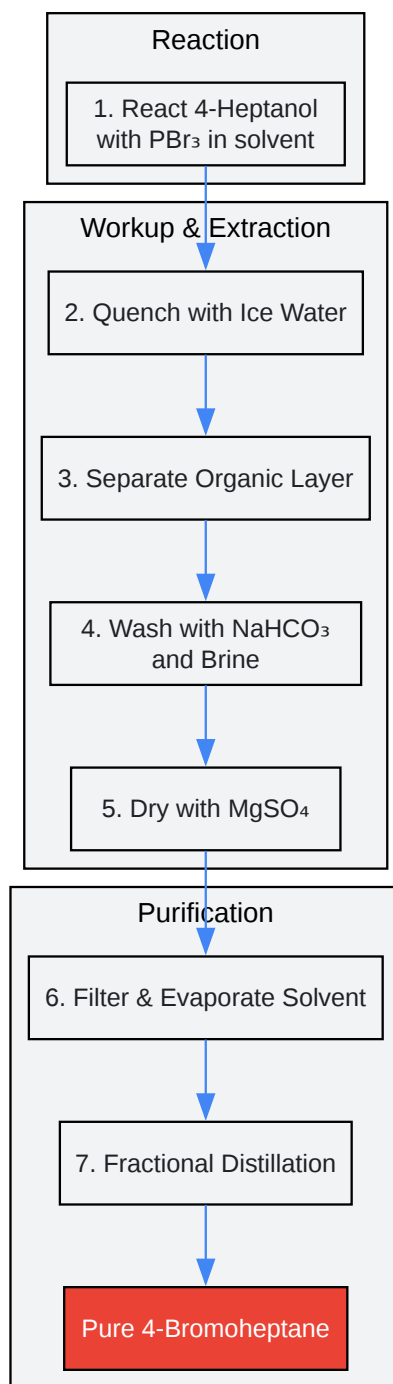 Reaction
1. React 4-Heptanol
with PBr₃ in solvent
Workup & Extraction
2. Quench with Ice Water
3. Separate Organic Layer
4. Wash with NaHCO₃
and Brine
5. Dry with MgSO₄
Purification
6. Filter & Evaporate Solvent
7. Fractional Distillation
Pure 4-Bromoheptane